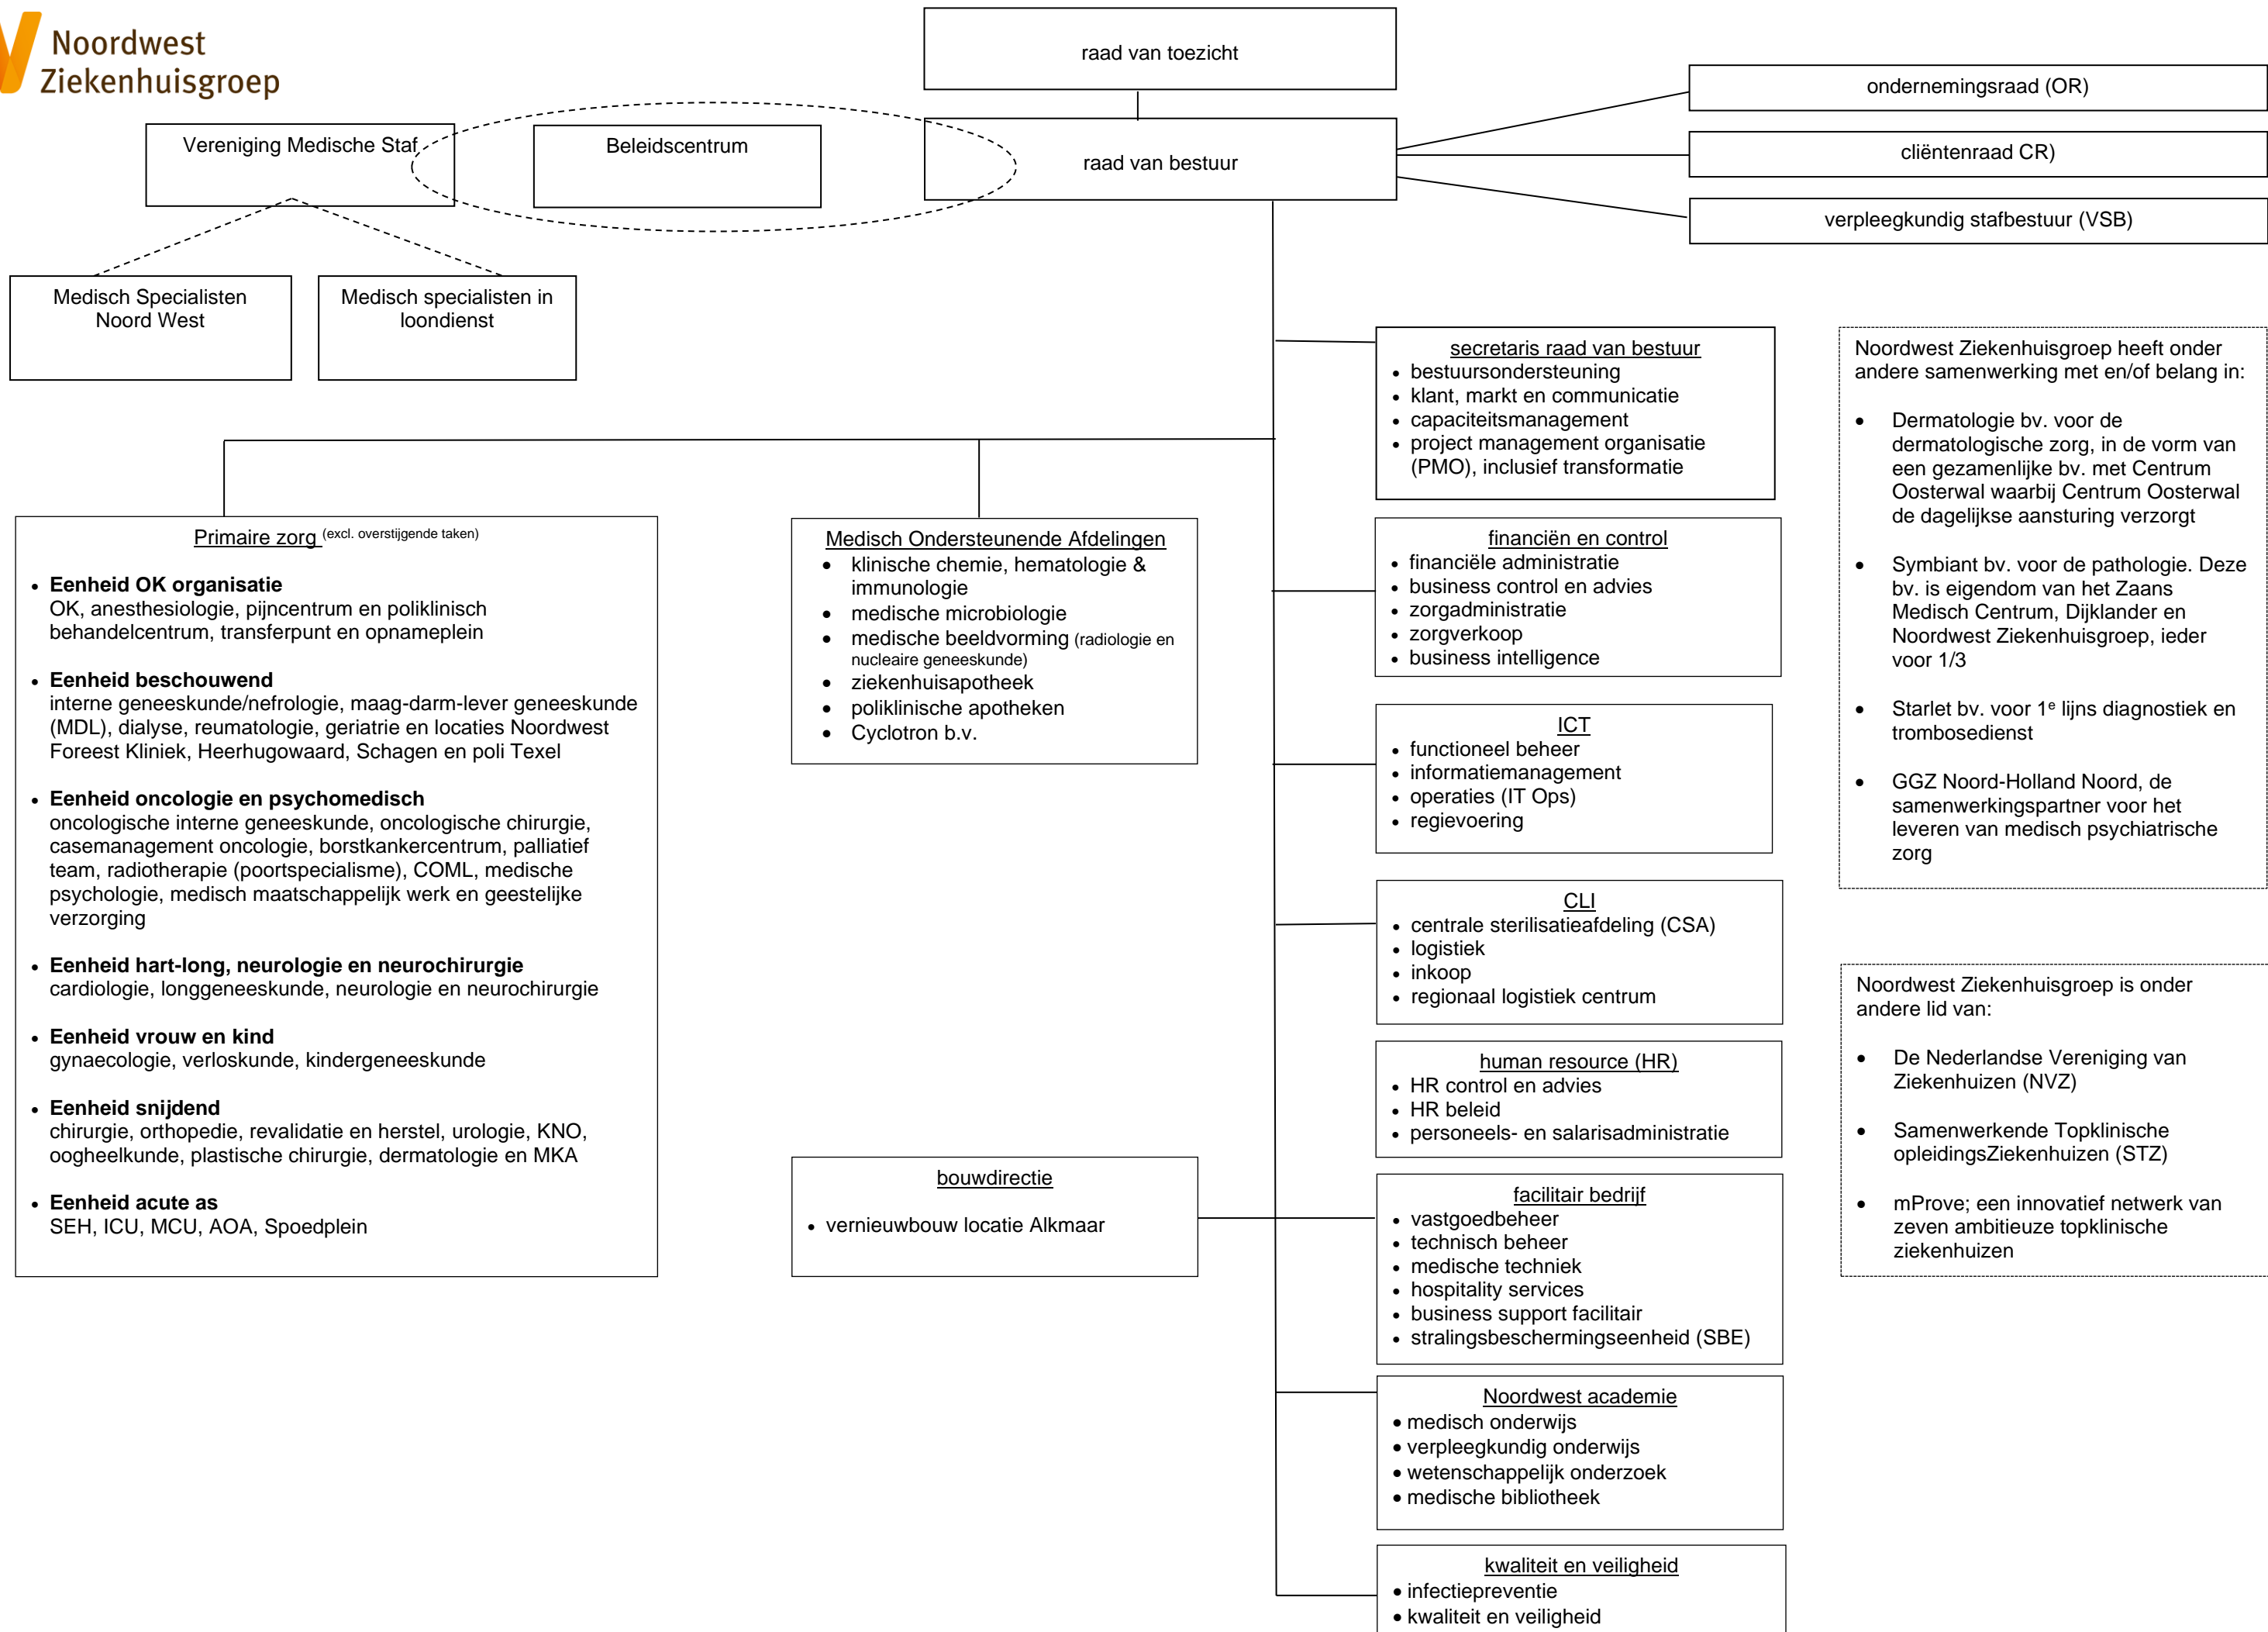 Noordwest
Ziekenhuisgroep
raad van toezicht
ondernemingsraad (OR)
Vereniging Medische Staf
Beleidscentrum
raad van bestuur
cliëntenraad CR)
verpleegkundig stafbestuur (VSB)
Medisch Specialisten
Noord West
Medisch specialisten in
loondienst
secretaris raad van bestuur
• bestuursondersteuning
• klant, markt en communicatie
• capaciteitsmanagement
• project management organisatie
(PMO), inclusief transformatie
Noordwest Ziekenhuisgroep heeft onder
andere samenwerking met en/of belang in:
• Dermatologie bv. voor de
dermatologische zorg, in de vorm van
een gezamenlijke bv. met Centrum
Oosterwal waarbij Centrum Oosterwal
de dagelijkse aansturing verzorgt
• Symbiant bv. voor de pathologie. Deze
bv. is eigendom van het Zaans
Medisch Centrum, Dijklander en
Noordwest Ziekenhuisgroep, ieder
voor 1/3
• Starlet bv. voor 1e lijns diagnostiek en
trombosedienst
• GGZ Noord-Holland Noord, de
samenwerkingspartner voor het
leveren van medisch psychiatrische
zorg
Primaire zorg (excl. overstijgende taken)
• Eenheid OK organisatie
OK, anesthesiologie, pijncentrum en poliklinisch
behandelcentrum, transferpunt en opnameplein
• Eenheid beschouwend
interne geneeskunde/nefrologie, maag-darm-lever geneeskunde
(MDL), dialyse, reumatologie, geriatrie en locaties Noordwest
Foreest Kliniek, Heerhugowaard, Schagen en poli Texel
• Eenheid oncologie en psychomedisch
oncologische interne geneeskunde, oncologische chirurgie,
casemanagement oncologie, borstkankercentrum, palliatief
team, radiotherapie (poortspecialisme), COML, medische
psychologie, medisch maatschappelijk werk en geestelijke
verzorging
• Eenheid hart-long, neurologie en neurochirurgie
cardiologie, longgeneeskunde, neurologie en neurochirurgie
• Eenheid vrouw en kind
gynaecologie, verloskunde, kindergeneeskunde
• Eenheid snijdend
chirurgie, orthopedie, revalidatie en herstel, urologie, KNO,
oogheelkunde, plastische chirurgie, dermatologie en MKA
• Eenheid acute as
SEH, ICU, MCU, AOA, Spoedplein
Medisch Ondersteunende Afdelingen
• klinische chemie, hematologie &
immunologie
• medische microbiologie
• medische beeldvorming (radiologie en
nucleaire geneeskunde)
• ziekenhuisapotheek
• poliklinische apotheken
• Cyclotron b.v.
financiën en control
• financiële administratie
• business control en advies
• zorgadministratie
• zorgverkoop
• business intelligence
ICT
• functioneel beheer
• informatiemanagement
• operaties (IT Ops)
• regievoering
CLI
• centrale sterilisatieafdeling (CSA)
• logistiek
• inkoop
• regionaal logistiek centrum
human resource (HR)
• HR control en advies
• HR beleid
• personeels- en salarisadministratie
Noordwest Ziekenhuisgroep is onder
andere lid van:
• De Nederlandse Vereniging van
Ziekenhuizen (NVZ)
• Samenwerkende Topklinische
opleidingsZiekenhuizen (STZ)
• mProve; een innovatief netwerk van
zeven ambitieuze topklinische
ziekenhuizen
bouwdirectie
• vernieuwbouw locatie Alkmaar
facilitair bedrijf
• vastgoedbeheer
• technisch beheer
• medische techniek
• hospitality services
• business support facilitair
• stralingsbeschermingseenheid (SBE)
Noordwest academie
• medisch onderwijs
• verpleegkundig onderwijs
• wetenschappelijk onderzoek
• medische bibliotheek
kwaliteit en veiligheid
• infectiepreventie
• kwaliteit en veiligheid